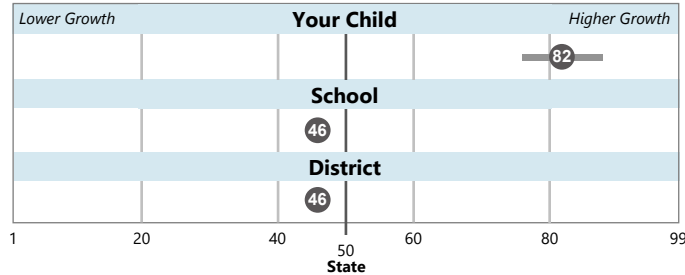 Lower Growth Your Child Higher Growth
82
School
46
District
46
1 20 40 50 60 80 99
State